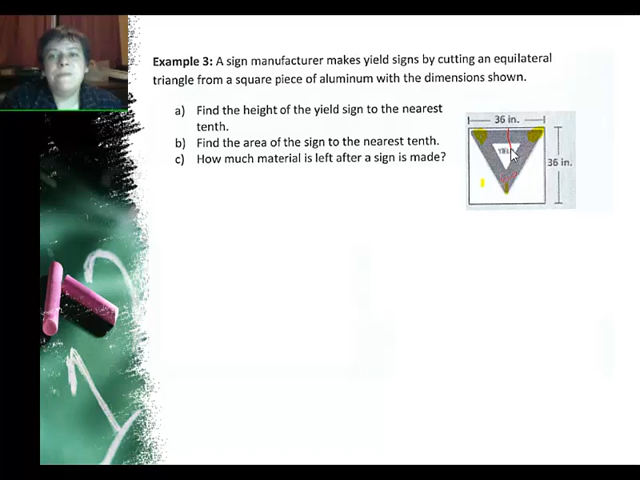 Example 3: A sign manufacturer makes yield signs by cutting an equilateral
triangle from a square piece of aluminum with the dimensions shown.
a) Find the height of the yield sign to the nearest
tenth.
b) Find the area of the sign to the nearest tenth.
c) How much material is left after a sign is made?
36 in.
36 in.